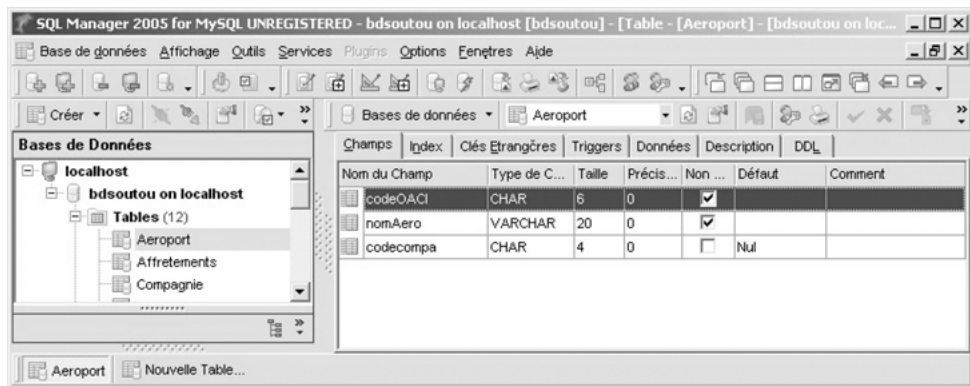 SQL Manager 2005 for MySQL UNREGISTERED - bdsoutou on localhost [bdsoutou] - [Table - [Aeroport] - [bdsoutou on loc...
Base de données Affichage Outils Services Plugins Options Fenętres Aide
Créer Bases de données Aeroport
Bases de Données
localhost
bdsoutou on localhost
Tables (12)
Aeroport
Affretements
Compagnie
Champs Index Clés Etrangčres Triggers Données Description DDL
Nom du Champ Type de C... Taille Précis... Non ... Défaut Comment
codeOACI CHAR 6 0
nomAero VARCHAR 20 0
codecompa CHAR 4 0 Nul
Aeroport Nouvelle Table...